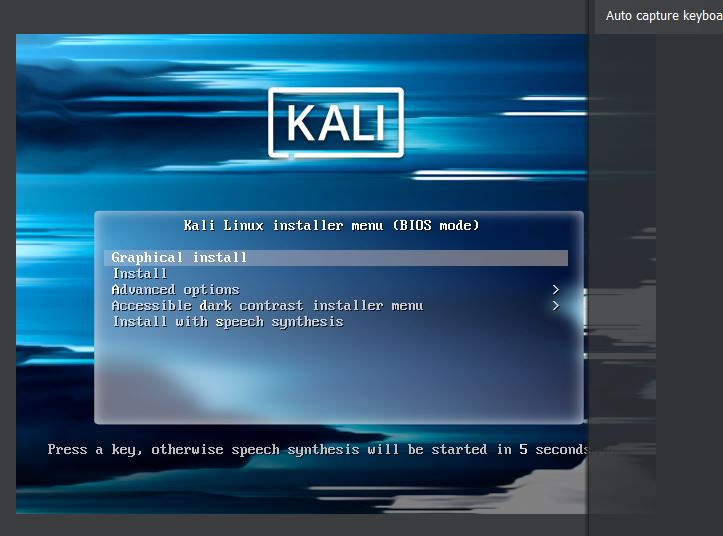 Auto capture keyboa
KALI
Kali Linux installer menu (BIOS mode)
Graphical install
Install
Advanced options >
Accessible dark contrast installer menu >
Install with speech synthesis
Press a key, otherwise speech synthesis will be started in 5 seconds...